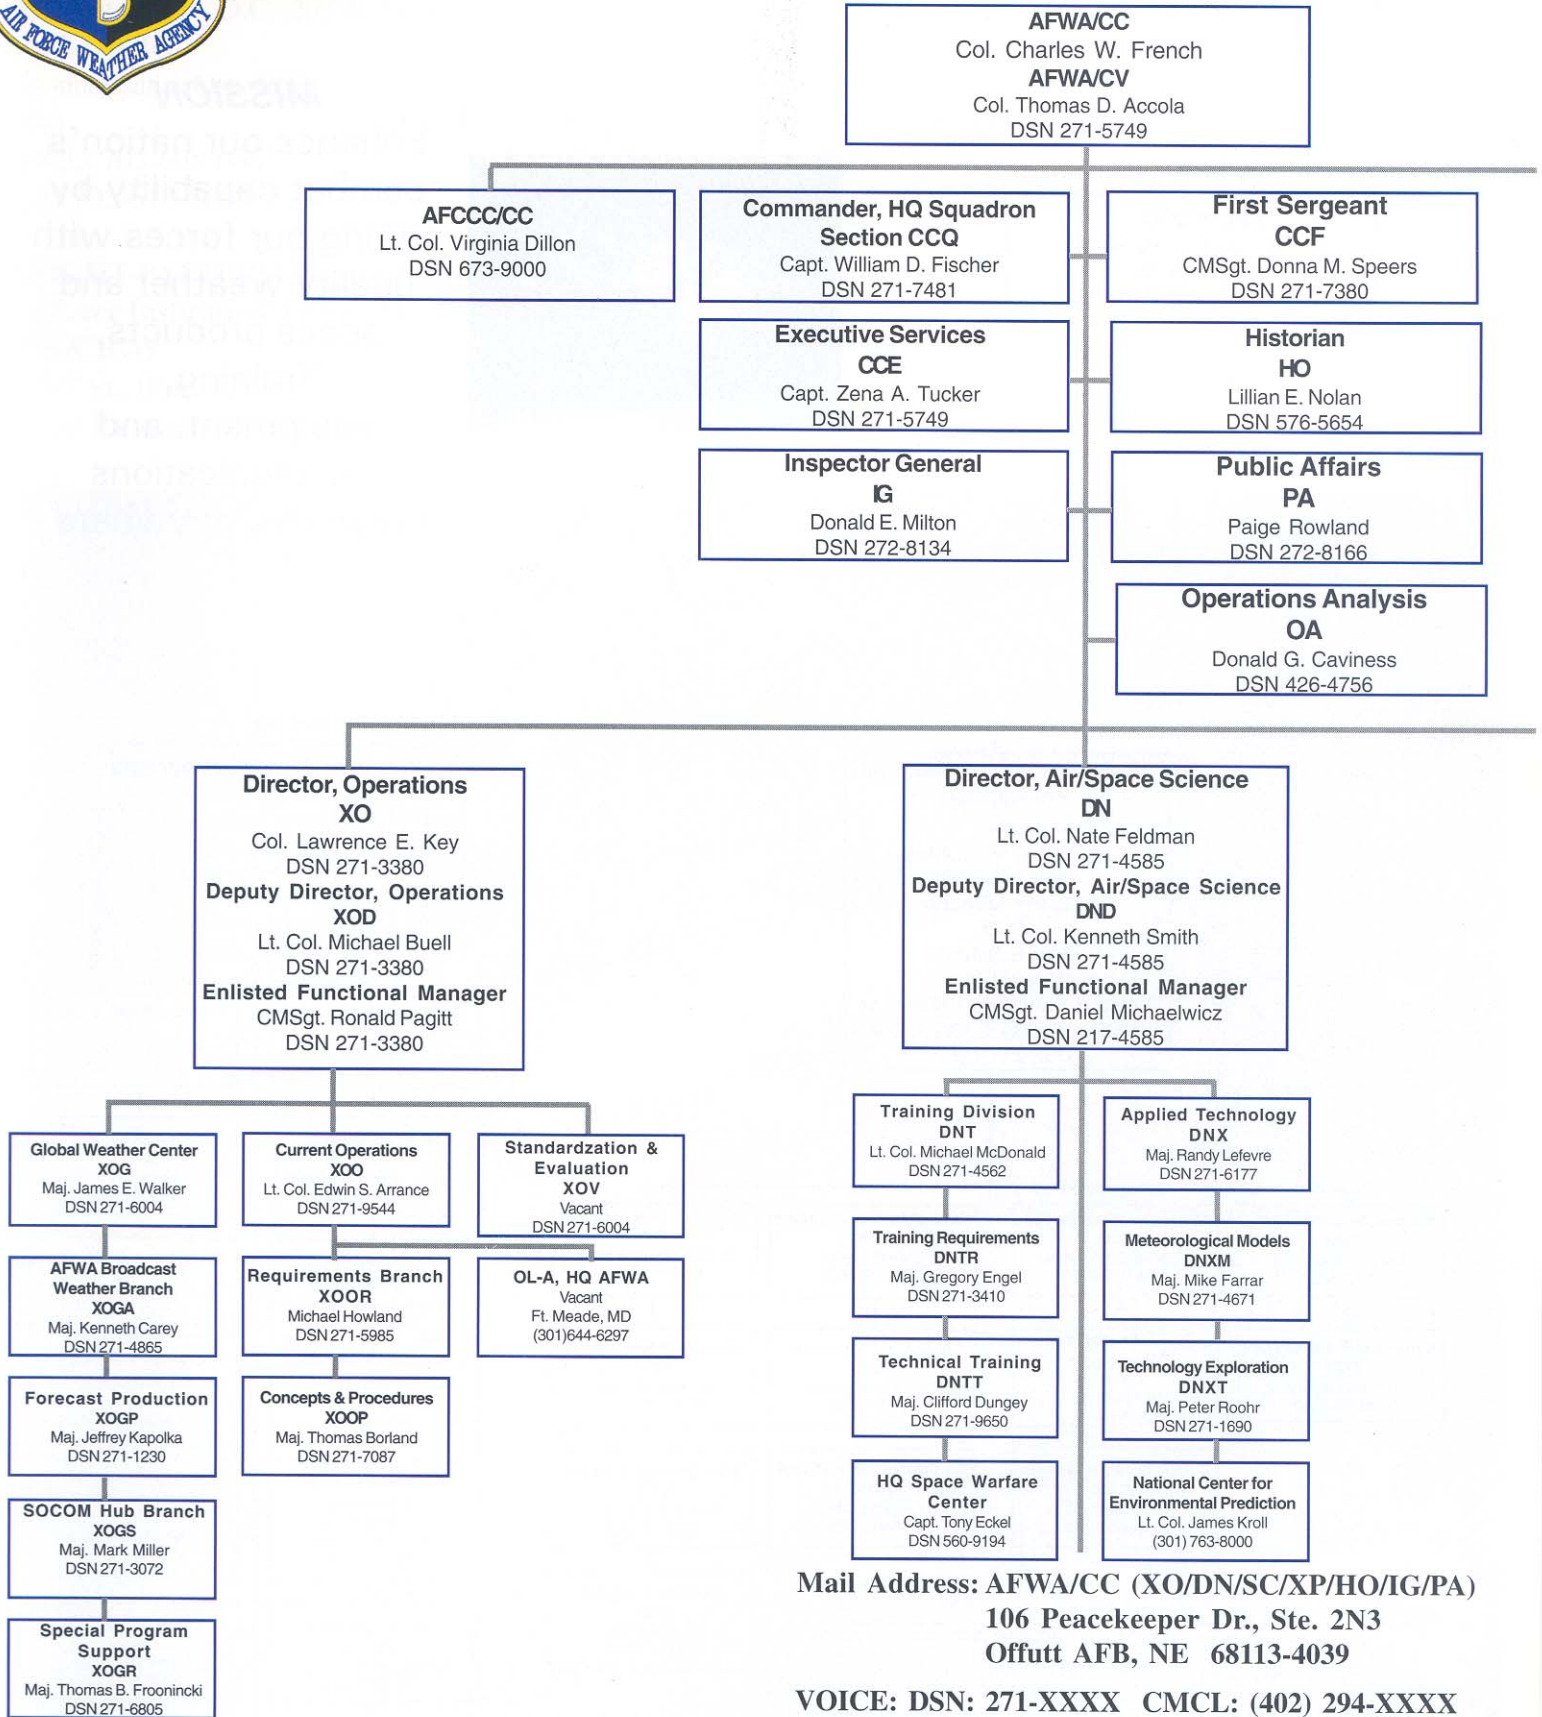 AIR FORCE WEATHER AGENCY
AFWA/CC
Col. Charles W. French
AFWA/CV
Col. Thomas D. Accola
DSN 271-5749
AFCCC/CC
Lt. Col. Virginia Dillon
DSN 673-9000
Commander, HQ Squadron
Section CCQ
Capt. William D. Fischer
DSN 271-7481
First Sergeant
CCF
CMSgt. Donna M. Speers
DSN 271-7380
Executive Services
CCE
Capt. Zena A. Tucker
DSN 271-5749
Historian
HO
Lillian E. Nolan
DSN 576-5654
Inspector General
IG
Donald E. Milton
DSN 272-8134
Public Affairs
PA
Paige Rowland
DSN 272-8166
Operations Analysis
OA
Donald G. Caviness
DSN 426-4756
Director, Operations
XO
Col. Lawrence E. Key
DSN 271-3380
Deputy Director, Operations
XOD
Lt. Col. Michael Buell
DSN 271-3380
Enlisted Functional Manager
CMSgt. Ronald Pagitt
DSN 271-3380
Director, Air/Space Science
DN
Lt. Col. Nate Feldman
DSN 271-4585
Deputy Director, Air/Space Science
DND
Lt. Col. Kenneth Smith
DSN 271-4585
Enlisted Functional Manager
CMSgt. Daniel Michaelwicz
DSN 217-4585
Global Weather Center
XOG
Maj. James E. Walker
DSN 271-6004
Current Operations
XOO
Lt. Col. Edwin S. Arrance
DSN 271-9544
Standardzation &
Evaluation
XOV
Vacant
DSN 271-6004
AFWA Broadcast
Weather Branch
XOGA
Maj. Kenneth Carey
DSN 271-4865
Requirements Branch
XOOR
Michael Howland
DSN 271-5985
OL-A, HQ AFWA
Vacant
Ft. Meade, MD
(301)644-6297
Forecast Production
XOGP
Maj. Jeffrey Kapolka
DSN 271-1230
Concepts & Procedures
XOOP
Maj. Thomas Borland
DSN 271-7087
SOCOM Hub Branch
XOGS
Maj. Mark Miller
DSN 271-3072
Special Program
Support
XOGR
Maj. Thomas B. Froonincki
DSN 271-6805
Training Division
DNT
Lt. Col. Michael McDonald
DSN 271-4562
Applied Technology
DNX
Maj. Randy Lefevre
DSN 271-6177
Training Requirements
DNTR
Maj. Gregory Engel
DSN 271-3410
Meteorological Models
DNXM
Maj. Mike Farrar
DSN 271-4671
Technical Training
DNTT
Maj. Clifford Dungey
DSN 271-9650
Technology Exploration
DNXT
Maj. Peter Roohr
DSN 271-1690
HQ Space Warfare
Center
Capt. Tony Eckel
DSN 560-9194
National Center for
Environmental Prediction
Lt. Col. James Kroll
(301) 763-8000
Mail Address: AFWA/CC (XO/DN/SC/XP/HO/IG/PA)
106 Peacekeeper Dr., Ste. 2N3
Offutt AFB, NE 68113-4039
VOICE: DSN: 271-XXXX CMCL: (402) 294-XXXX